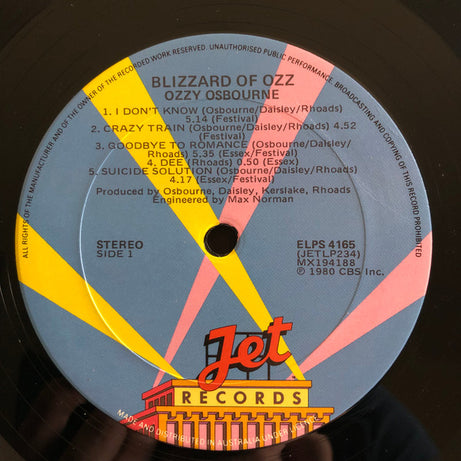 ALL RIGHTS OF THE MANUFACTURER AND OF THE OWNER OF THE RECORDED WORK RESERVED. UNAUTHORISED PUBLIC PERFORMANCE, BROADCASTING AND COPYING OF THIS RECORD PROHIBITED
BLIZZARD OF OZZ
OZZY OSBOURNE
1. I DON'T KNOW (Osbourne/Daisley/Rhoads)
5.14 (Festival)
2. CRAZY TRAIN (Osbourne/Daisley/Rhoads) 4.52
(Festival)
3. GOODBYE TO ROMANCE (Osbourne/Daisley/
Rhoads) 5.35 (Essex/Festival)
4. DEE (Rhoads) 0.50 (Essex)
5. SUICIDE SOLUTION (Osbourne/Daisley/Rhoads)
4.17 (Essex/Festival)
Produced by Osbourne, Daisley, Kerslake, Rhoads
Engineered by Max Norman
STEREO
SIDE 1
ELPS 4165
(JETLP234)
MX194188
℗ 1980 CBS Inc.
Jet
RECORDS
MADE AND DISTRIBUTED IN AUSTRALIA UNDER LICENCE